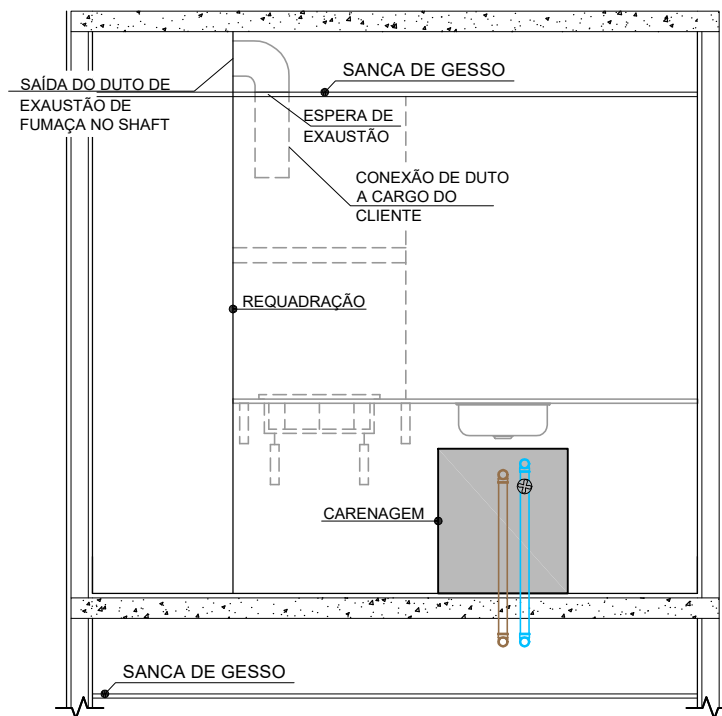 SANCA DE GESSO
SAÍDA DO DUTO DE
EXAUSTÃO DE
FUMAÇA NO SHAFT
ESPERA DE
EXAUSTÃO
CONEXÃO DE DUTO
A CARGO DO
CLIENTE
REQUADRAÇÃO
CARENAGEM
SANCA DE GESSO